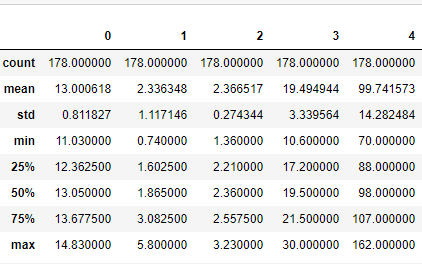 0 1 2 3 4
count 178.000000 178.000000 178.000000 178.000000 178.000000
mean 13.000618 2.336348 2.366517 19.494944 99.741573
std 0.811827 1.117146 0.274344 3.339564 14.282484
min 11.030000 0.740000 1.360000 10.600000 70.000000
25% 12.362500 1.602500 2.210000 17.200000 88.000000
50% 13.050000 1.865000 2.360000 19.500000 98.000000
75% 13.677500 3.082500 2.557500 21.500000 107.000000
max 14.830000 5.800000 3.230000 30.000000 162.000000